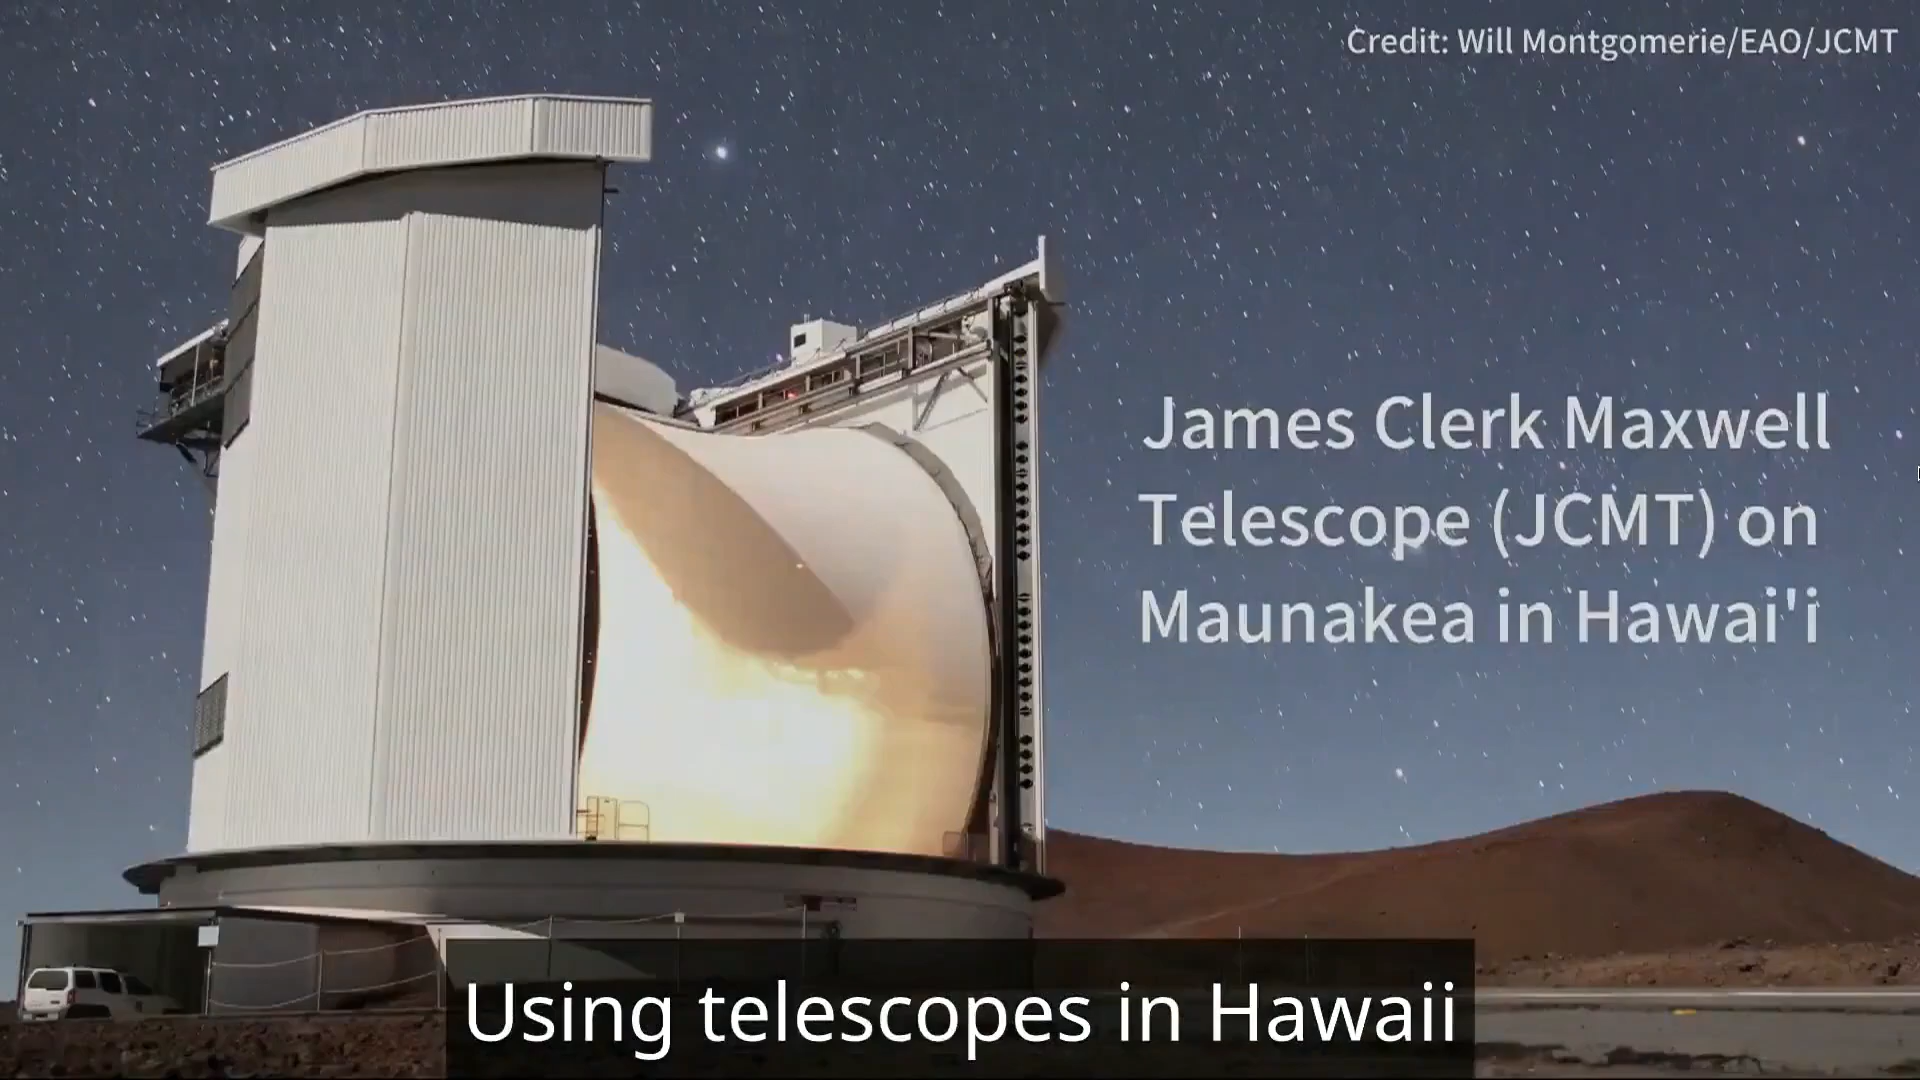 Credit: Will Montgomerie/EAO/JCMT
James Clerk Maxwell
Telescope (JCMT) on
Maunakea in Hawai'i
Using telescopes in Hawaii